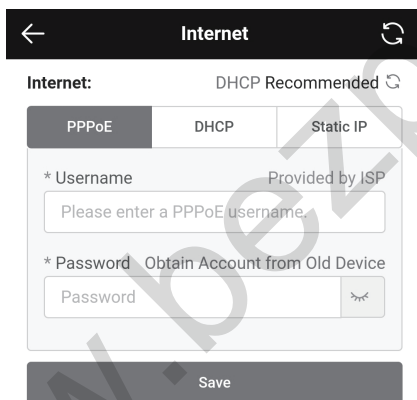 Internet
Internet: DHCP Recommended
PPPoE DHCP Static IP
* Username Provided by ISP
Please enter a PPPoE username.
* Password Obtain Account from Old Device
Password
Save